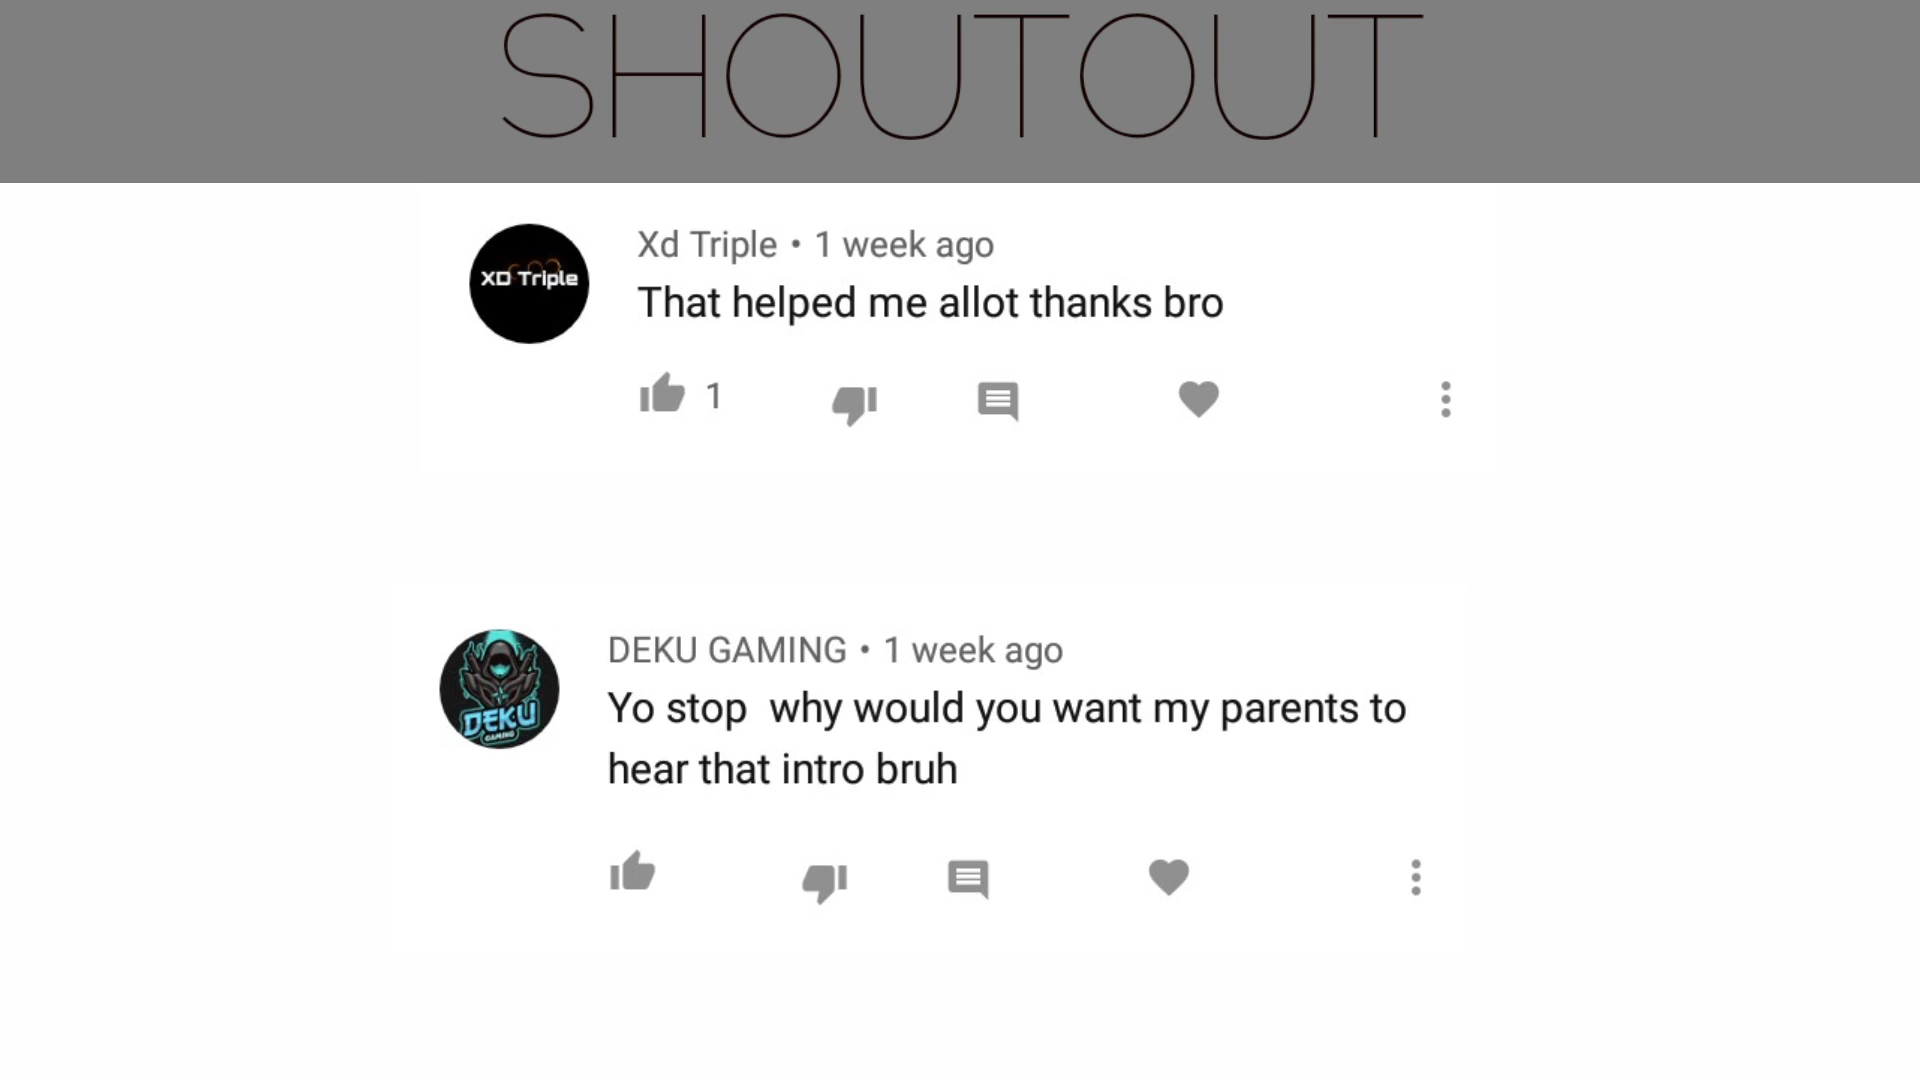 SHOUTOUT
XD Triple
Xd Triple • 1 week ago
That helped me allot thanks bro
1
DEKU
GAMING
DEKU GAMING • 1 week ago
Yo stop  why would you want my parents to
hear that intro bruh